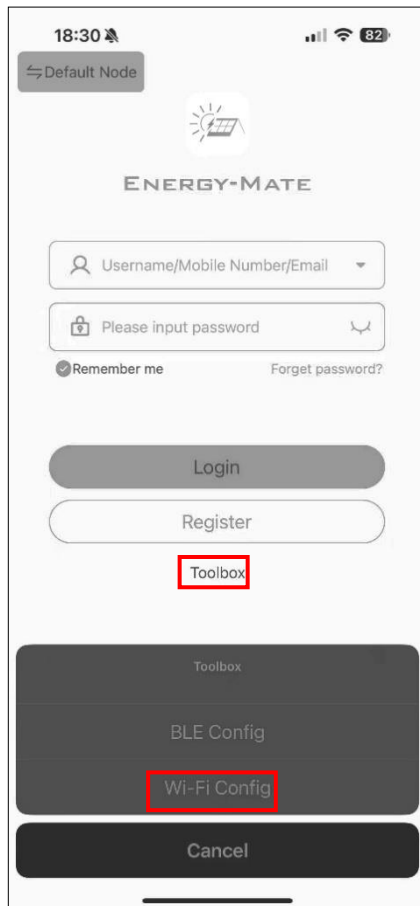 18:30
82
Default Node
ENERGY-MATE
Username/Mobile Number/Email
Please input password
Remember me Forget password?
Login
Register
Toolbox
Toolbox
BLE Config
Wi-Fi Config
Cancel